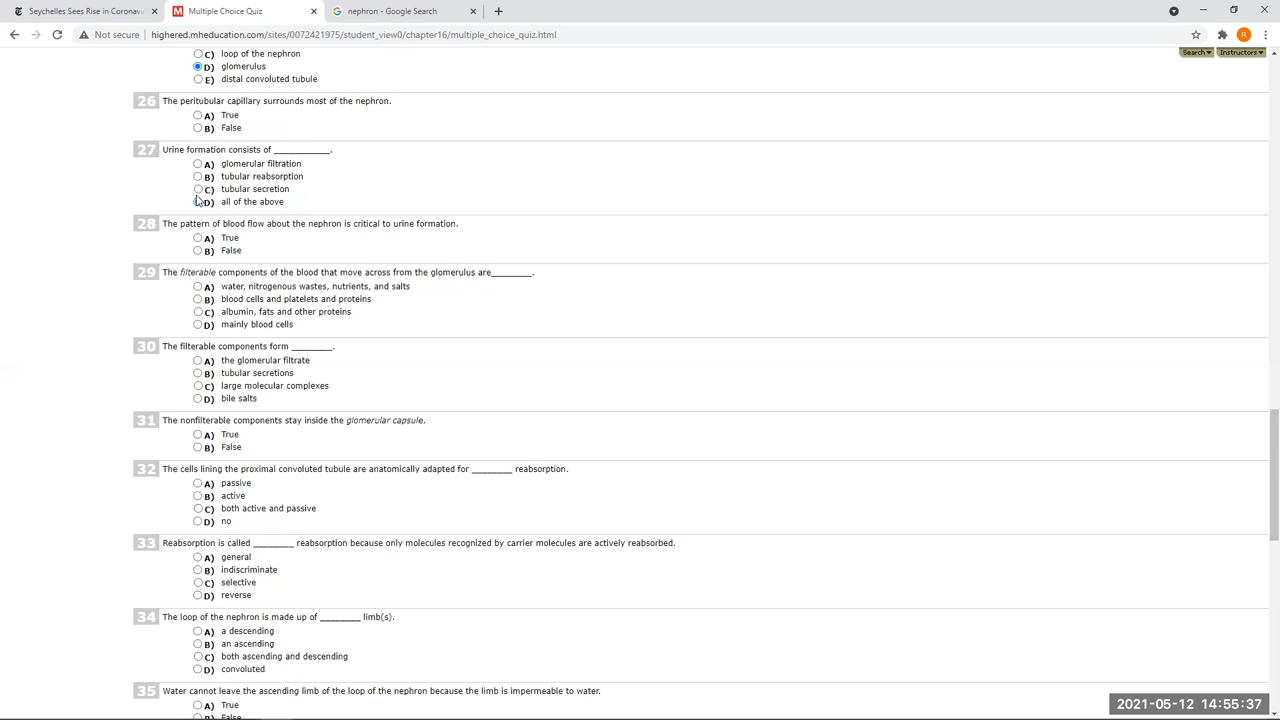 Seychelles Sees Rise in Coronav
Multiple Choice Quiz
nephron - Google Search
Not secure | highered.mheducation.com/sites/0072421975/student_view0/chapter16/multiple_choice_quiz.html
Search
Instructors
C) loop of the nephron
D) glomerulus
E) distal convoluted tubule
26 The peritubular capillary surrounds most of the nephron.
A) True
B) False
27 Urine formation consists of ___________.
A) glomerular filtration
B) tubular reabsorption
C) tubular secretion
D) all of the above
28 The pattern of blood flow about the nephron is critical to urine formation.
A) True
B) False
29 The filterable components of the blood that move across from the glomerulus are________.
A) water, nitrogenous wastes, nutrients, and salts
B) blood cells and platelets and proteins
C) albumin, fats and other proteins
D) mainly blood cells
30 The filterable components form ________.
A) the glomerular filtrate
B) tubular secretions
C) large molecular complexes
D) bile salts
31 The nonfilterable components stay inside the glomerular capsule.
A) True
B) False
32 The cells lining the proximal convoluted tubule are anatomically adapted for ________ reabsorption.
A) passive
B) active
C) both active and passive
D) no
33 Reabsorption is called ________ reabsorption because only molecules recognized by carrier molecules are actively reabsorbed.
A) general
B) indiscriminate
C) selective
D) reverse
34 The loop of the nephron is made up of ________ limb(s).
A) a descending
B) an ascending
C) both ascending and descending
D) convoluted
35 Water cannot leave the ascending limb of the loop of the nephron because the limb is impermeable to water.
A) True
B) False
2021-05-12 14:55:37